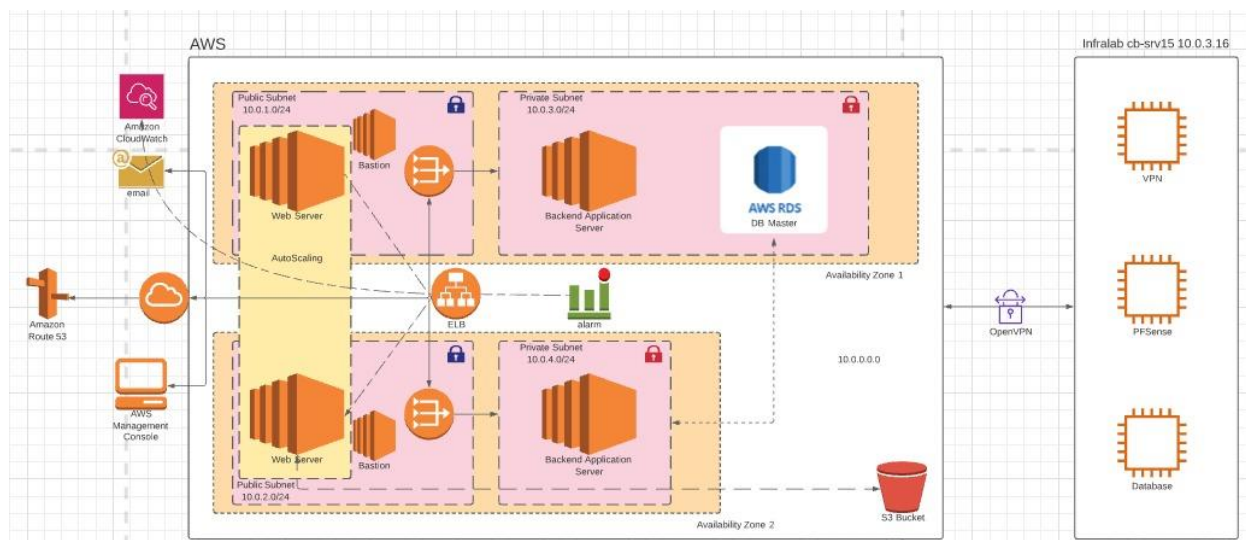 AWS
Infralab cb-srv15 10.0.3.16
Amazon
CloudWatch
@
email
Amazon
Route 53
AWS
Management
Console
Public Subnet
10.0.1.0/24
Bastion
Web Server
Private Subnet
10.0.3.0/24
Backend Application
Server
AWS RDS
DB Master
Availability Zone 1
AutoScaling
ELB
alarm
Private Subnet
10.0.4.0/24
Backend Application
Server
Web Server
Bastion
Public Subnet
10.0.2.0/24
Availability Zone 2
10.0.0.0.0
S3 Bucket
OpenVPN
VPN
PFSense
Database